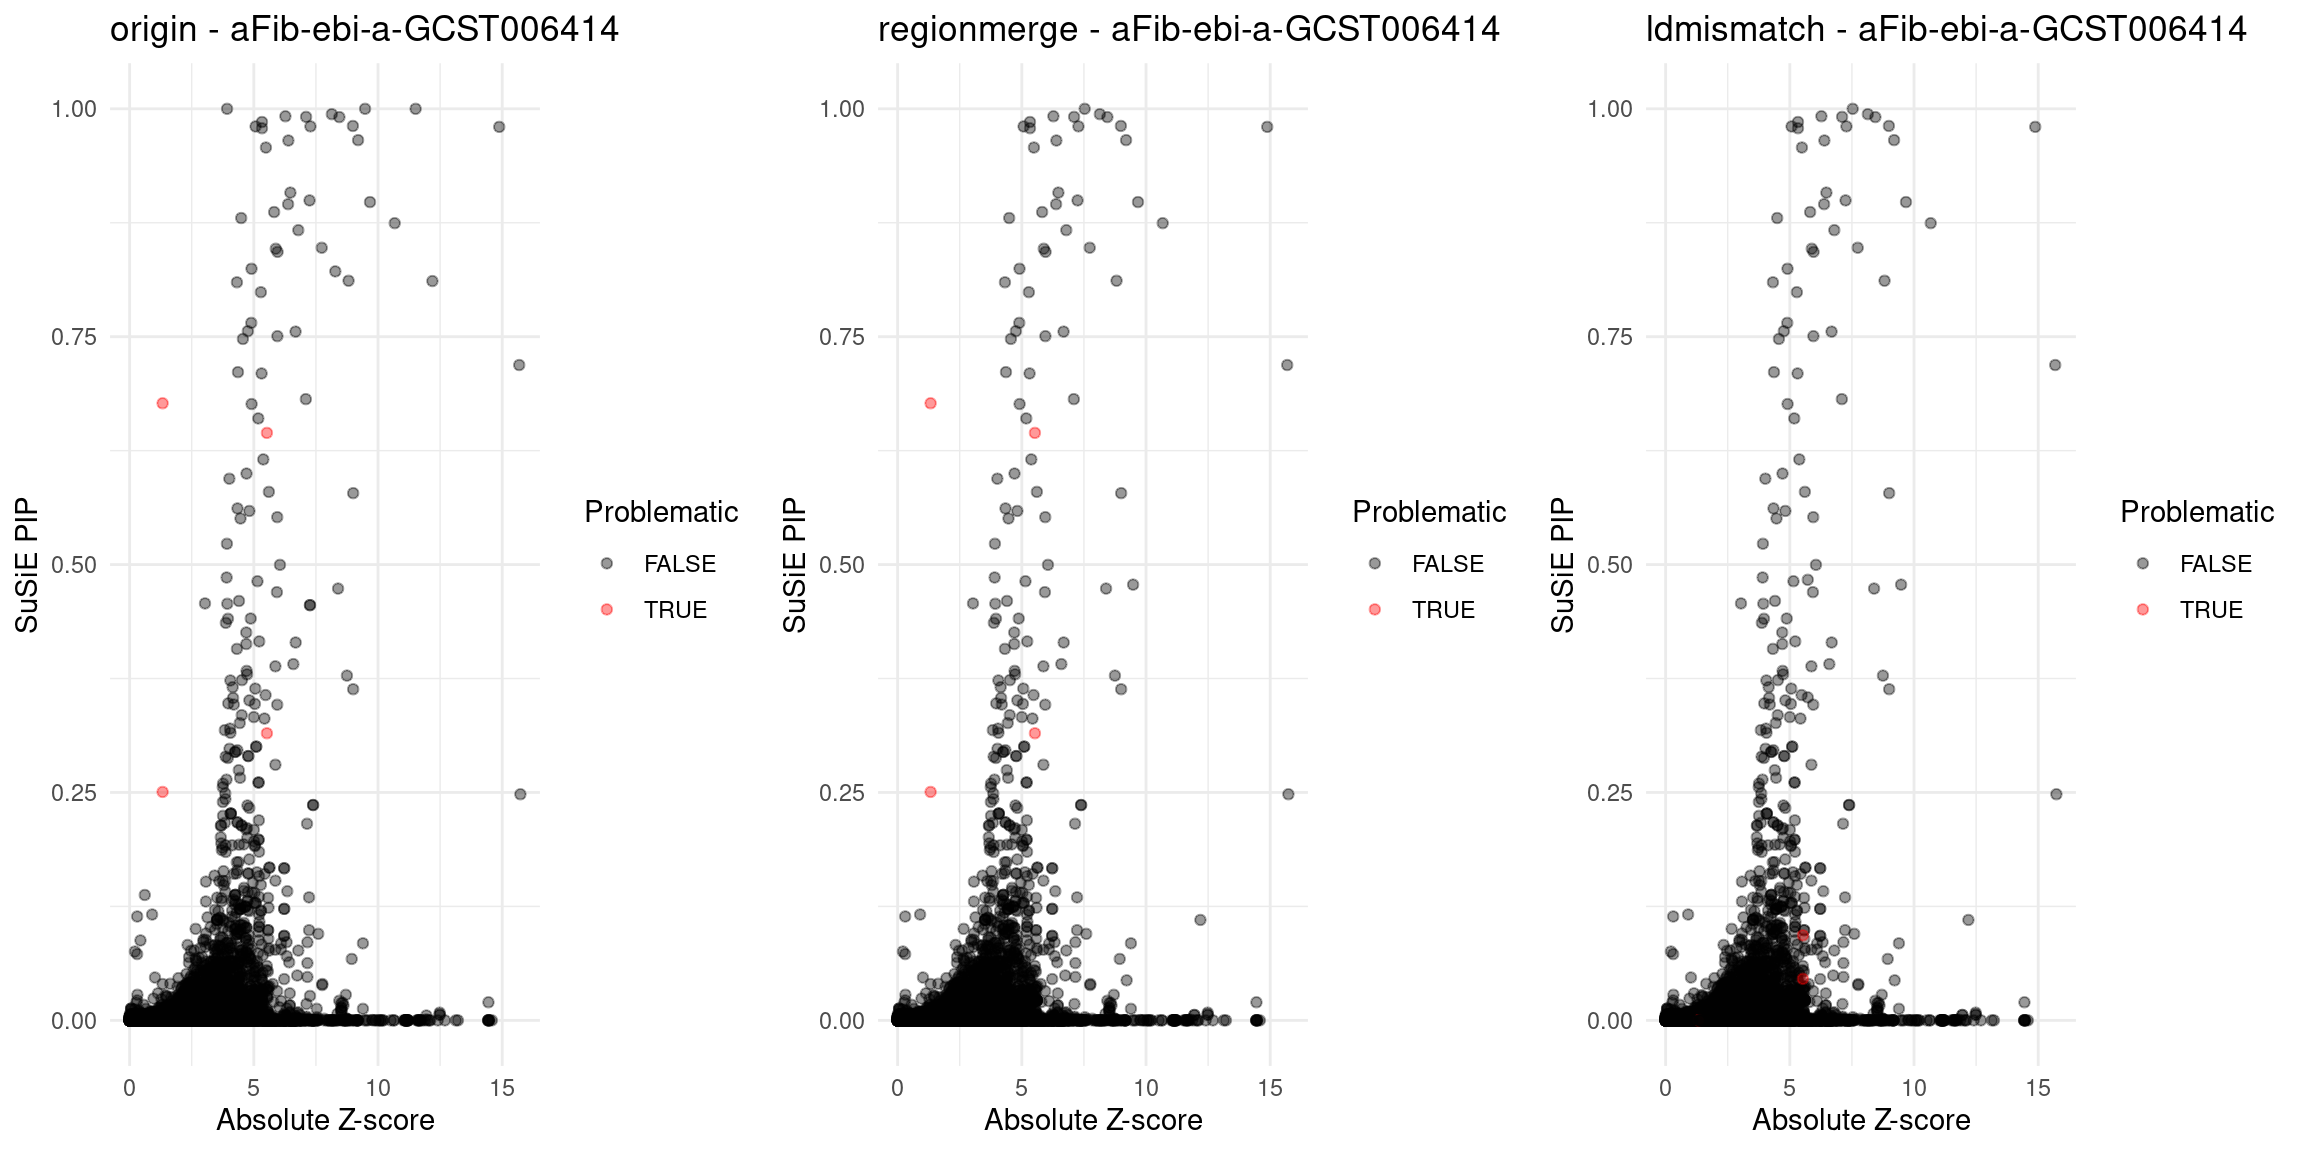 origin - aFib-ebi-a-GCST006414
1.00
0.75
0.50
0.25
0.00
SuSiE PIP
0
5
10
15
Absolute Z-score
Problematic
FALSE
TRUE
regionmerge - aFib-ebi-a-GCST006414
1.00
0.75
0.50
0.25
0.00
SuSiE PIP
0
5
10
15
Absolute Z-score
Problematic
FALSE
TRUE
ldmismatch - aFib-ebi-a-GCST006414
1.00
0.75
0.50
0.25
0.00
SuSiE PIP
0
5
10
15
Absolute Z-score
Problematic
FALSE
TRUE